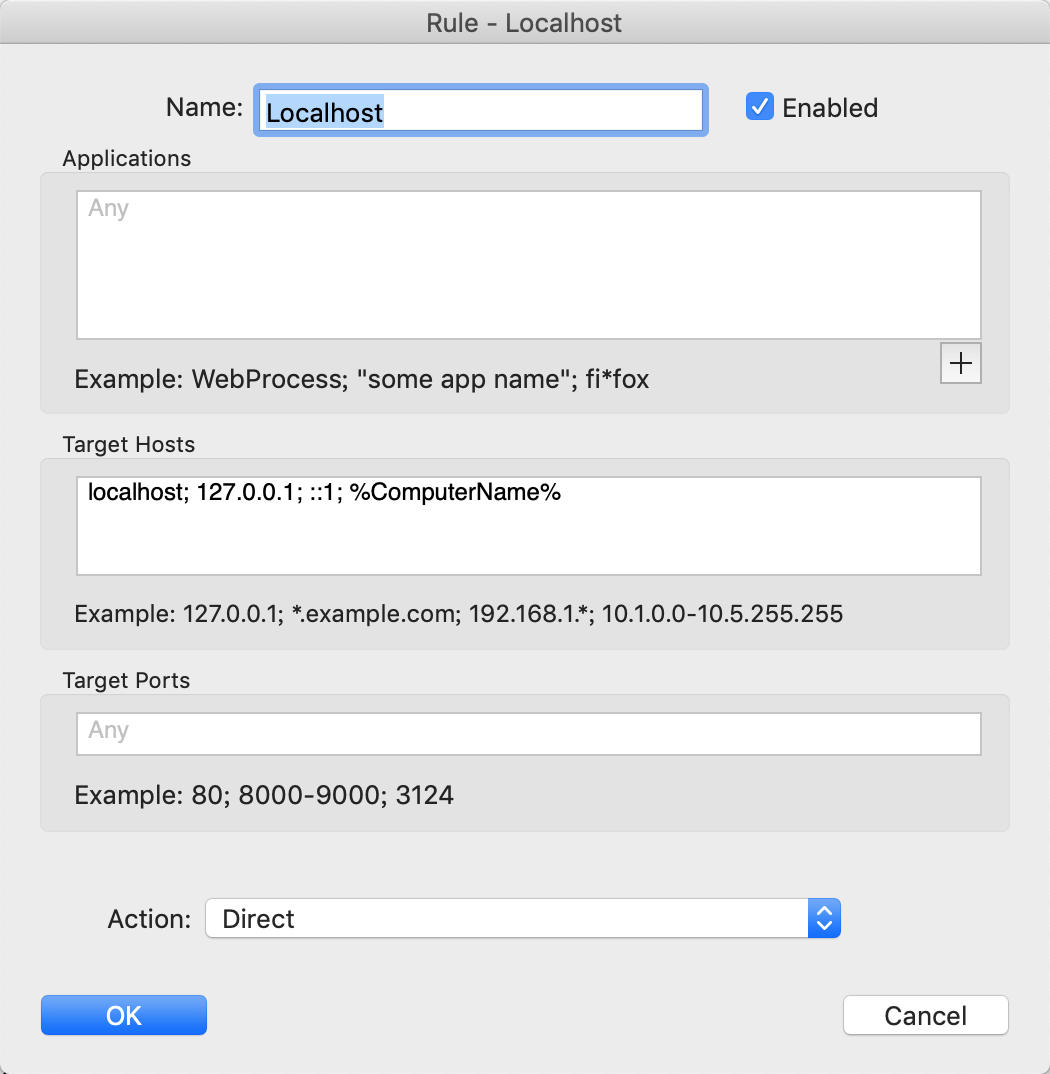 Rule - Localhost
Name: Localhost Enabled
Applications
Any
Example: WebProcess; "some app name"; fi*fox
Target Hosts
localhost; 127.0.0.1; ::1; %ComputerName%
Example: 127.0.0.1; *.example.com; 192.168.1.*; 10.1.0.0-10.5.255.255
Target Ports
Any
Example: 80; 8000-9000; 3124
Action: Direct
OK Cancel